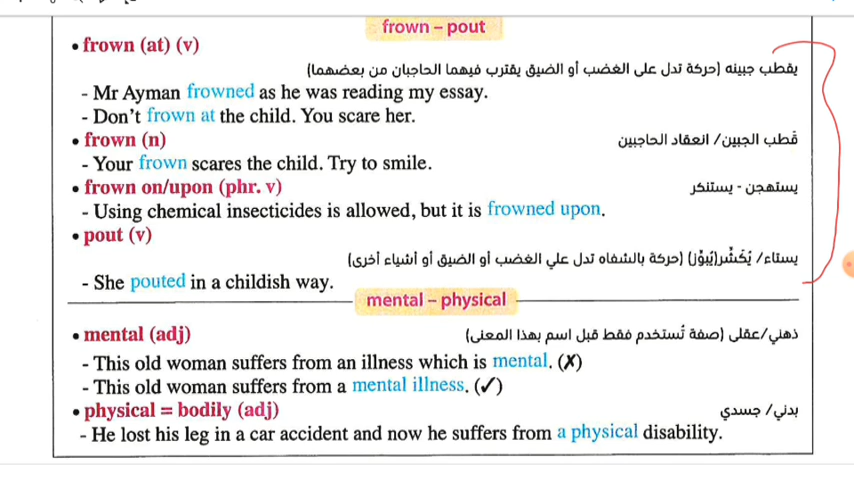 frown – pout
• frown (at) (v)
يقطب جبينه (حركة تدل على الغضب أو الضيق يقترب فيهما الحاجبان من بعضهما)
- Mr Ayman frowned as he was reading my essay.
- Don't frown at the child. You scare her.
• frown (n) قَطب الجبين/ انعقاد الحاجبين
- Your frown scares the child. Try to smile.
• frown on/upon (phr. v) يستهجن - يستنكر
- Using chemical insecticides is allowed, but it is frowned upon.
• pout (v)
يستاء/ يُكَشِّر(يُبوِّز) (حركة بالشفاه تدل علي الغضب أو الضيق أو أشياء أخرى)
- She pouted in a childish way.
mental – physical
• mental (adj) ذهني/عقلى (صفة تُستخدم فقط قبل اسم بهذا المعنى)
- This old woman suffers from an illness which is mental. (✗)
- This old woman suffers from a mental illness. (✓)
• physical = bodily (adj) بدني/ جسدي
- He lost his leg in a car accident and now he suffers from a physical disability.